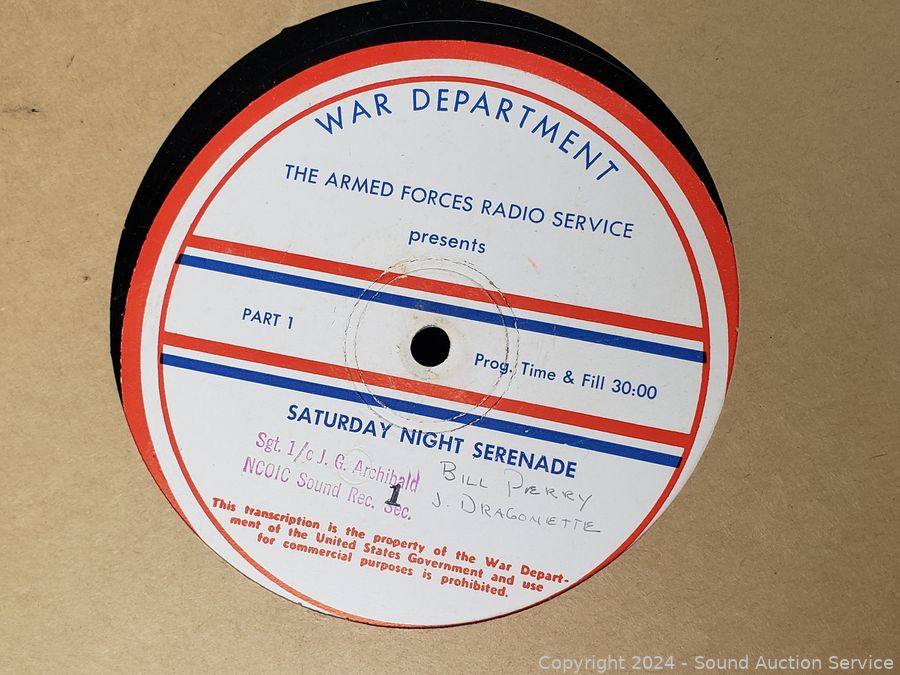 WAR DEPARTMENT
THE ARMED FORCES RADIO SERVICE
presents
PART 1
Prog. Time & Fill 30:00
SATURDAY NIGHT SERENADE
Sgt. 1/c J. G. Archibald
NCOIC Sound Rec. Sec.
1
BILL PERRY
J. DRAGONETTE
This transcription is the property of the War Depart-
ment of the United States Government and use
for commercial purposes is prohibited.
Copyright 2024 - Sound Auction Service